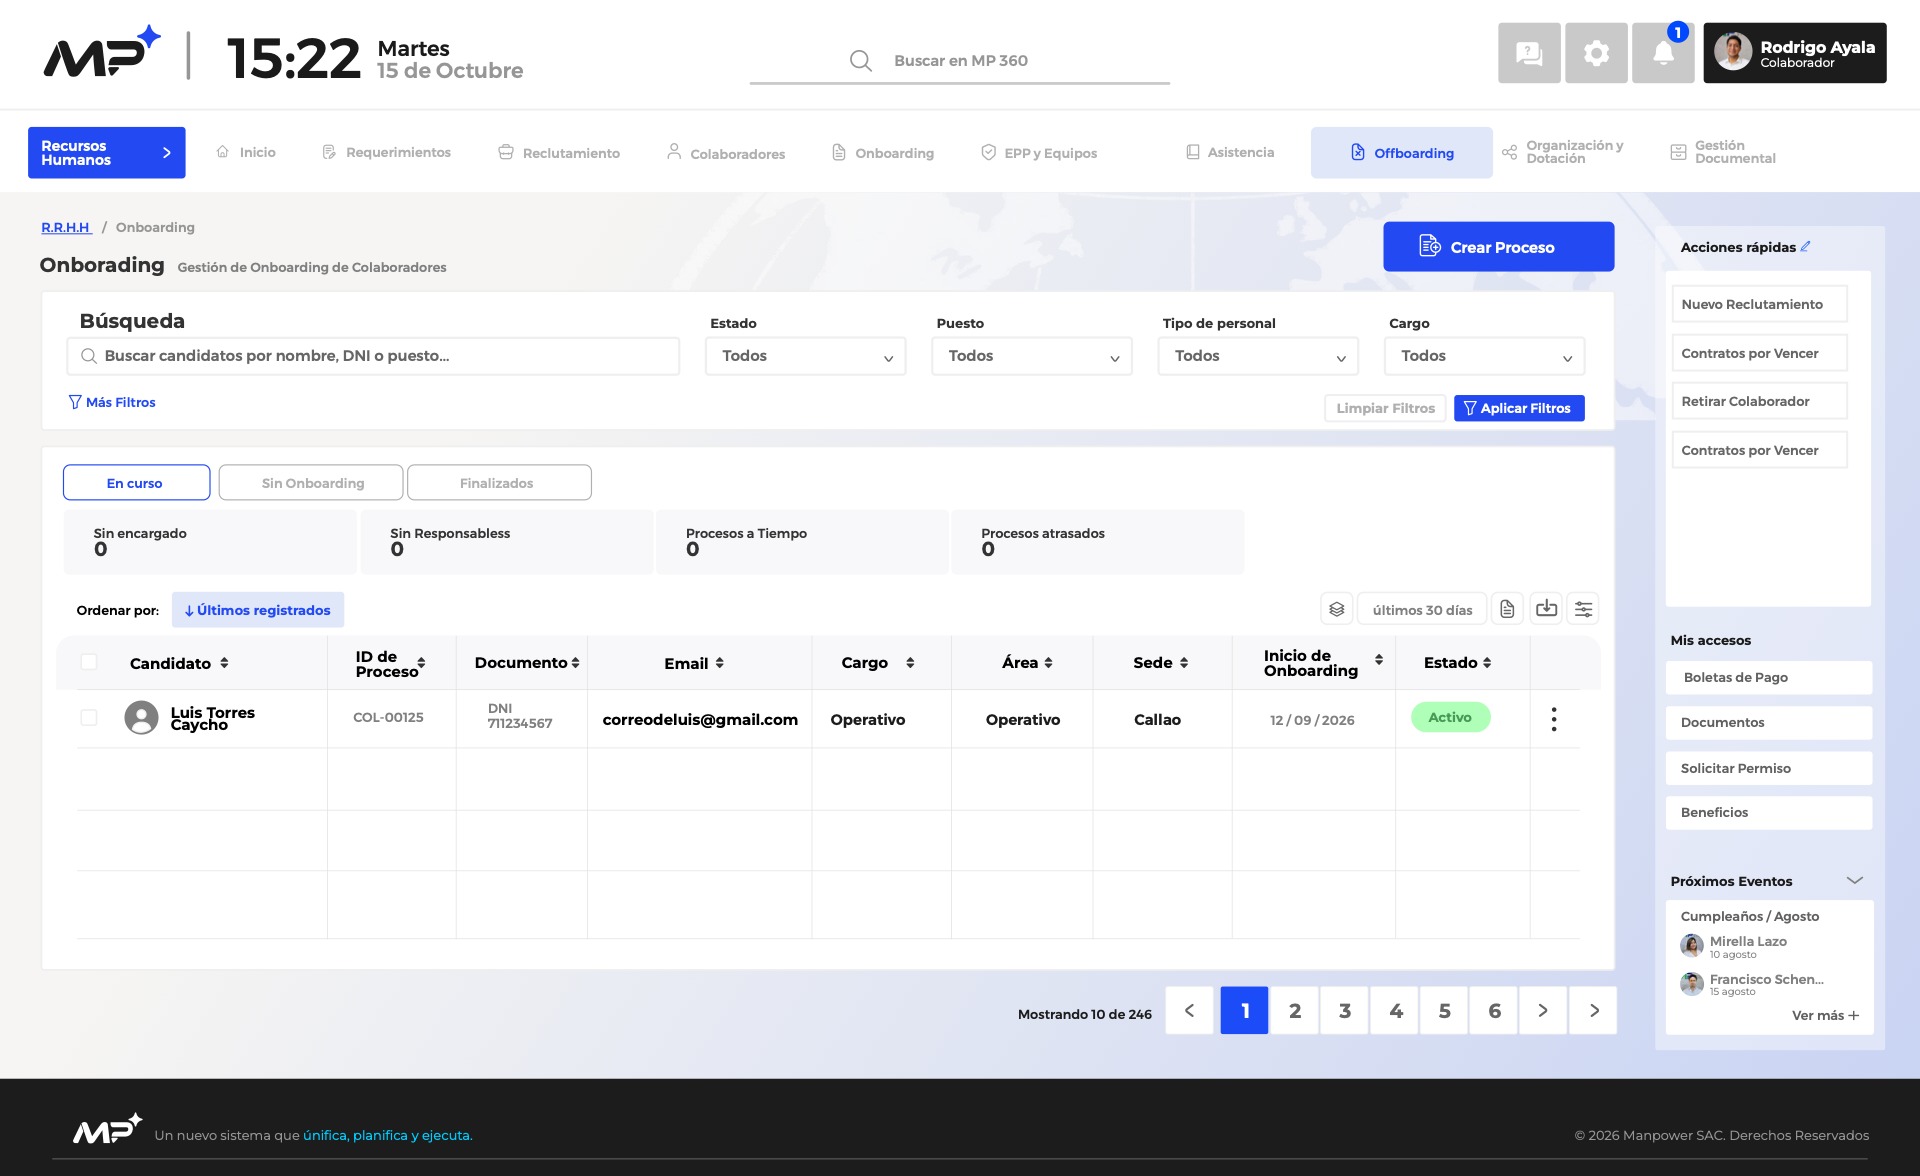 MP
15:22
Martes
15 de Octubre
Buscar en MP 360
1
Rodrigo Ayala
Colaborador
Recursos
Humanos
Inicio
Requerimientos
Reclutamiento
Colaboradores
Onboarding
EPP y Equipos
Asistencia
Offboarding
Organización y
Dotación
Gestión
Documental
R.R.H.H / Onboarding
Onborading Gestión de Onboarding de Colaboradores
Crear Proceso
Búsqueda
Buscar candidatos por nombre, DNI o puesto...
Estado
Todos
Puesto
Todos
Tipo de personal
Todos
Cargo
Todos
Más Filtros
Limpiar Filtros
Aplicar Filtros
En curso
Sin Onboarding
Finalizados
Sin encargado
0
Sin Responsabless
0
Procesos a Tiempo
0
Procesos atrasados
0
Ordenar por:
↓ Últimos registrados
últimos 30 días
Candidato
ID de
Proceso
Documento
Email
Cargo
Área
Sede
Inicio de
Onboarding
Estado
Luis Torres
Caycho
COL-00125
DNI
711234567
correodeluis@gmail.com
Operativo
Operativo
Callao
12 / 09 / 2026
Activo
Mostrando 10 de 246
< 1 2 3 4 5 6 > >
Acciones rápidas
Nuevo Reclutamiento
Contratos por Vencer
Retirar Colaborador
Contratos por Vencer
Mis accesos
Boletas de Pago
Documentos
Solicitar Permiso
Beneficios
Próximos Eventos
Cumpleaños / Agosto
Mirella Lazo
10 agosto
Francisco Schen...
15 agosto
Ver más +
MP
Un nuevo sistema que únifica, planifica y ejecuta.
© 2026 Manpower SAC. Derechos Reservados